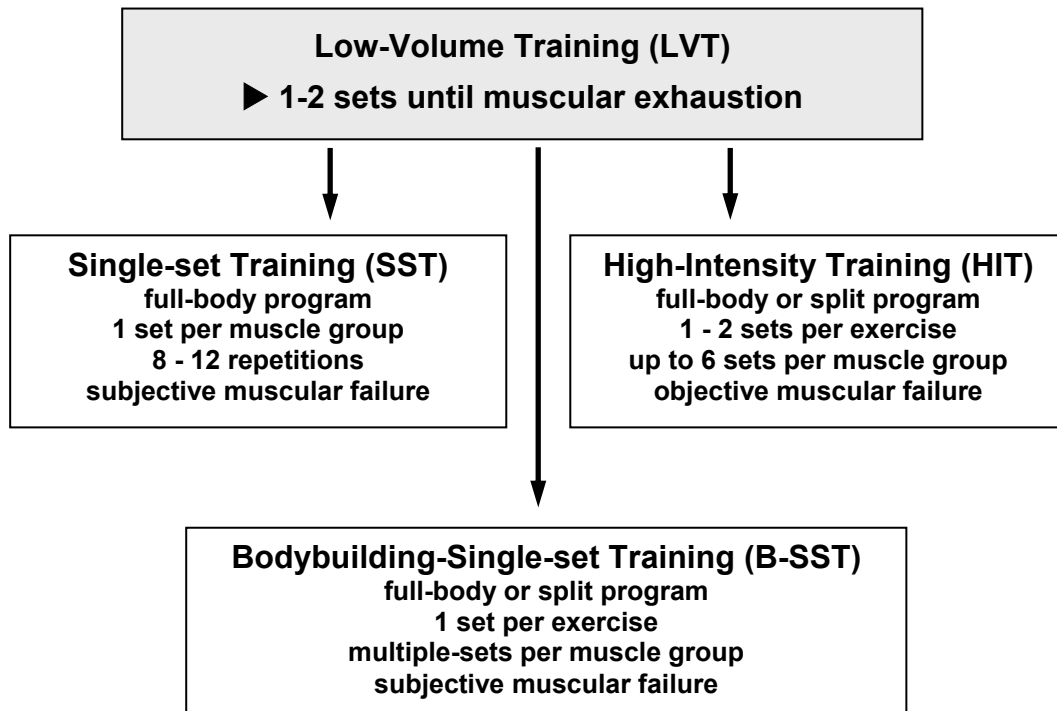 Low-Volume Training (LVT)
► 1-2 sets until muscular exhaustion
Single-set Training (SST)
full-body program
1 set per muscle group
8 - 12 repetitions
subjective muscular failure
High-Intensity Training (HIT)
full-body or split program
1 - 2 sets per exercise
up to 6 sets per muscle group
objective muscular failure
Bodybuilding-Single-set Training (B-SST)
full-body or split program
1 set per exercise
multiple-sets per muscle group
subjective muscular failure